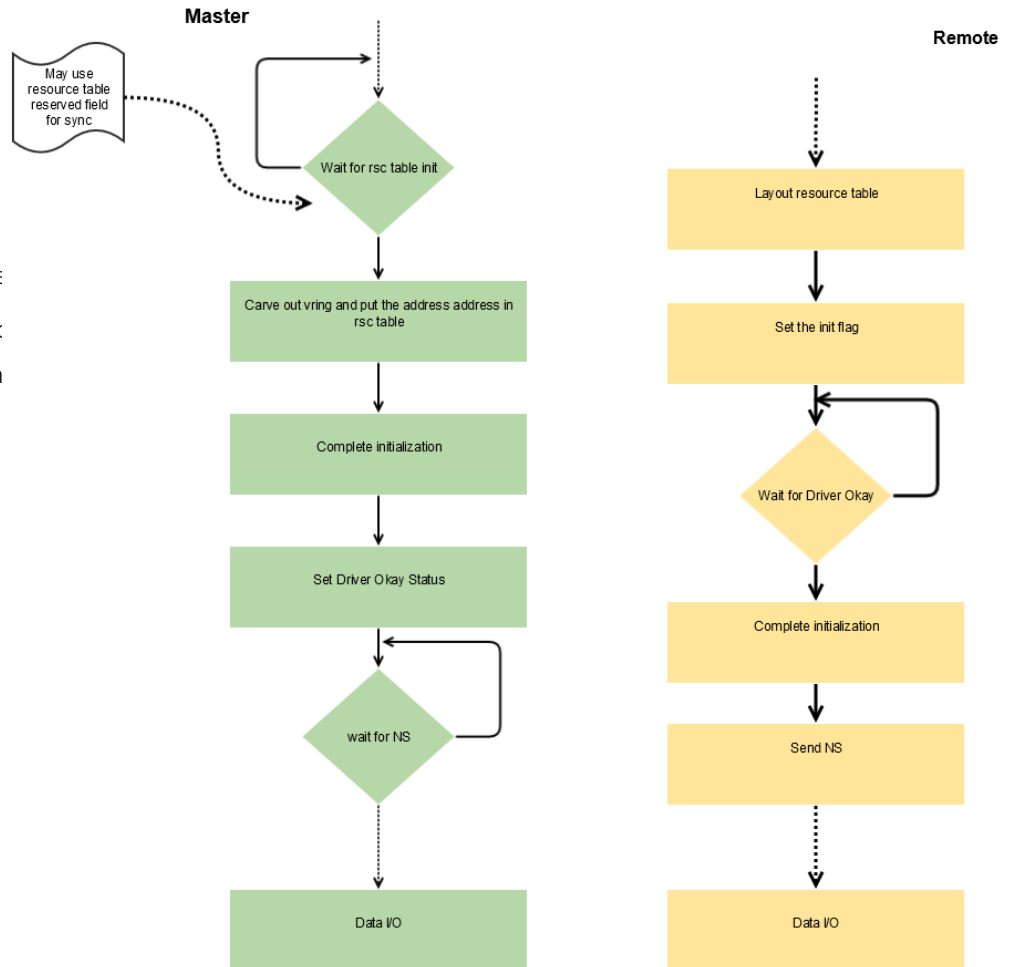 Master
Remote
May use
resource table
reserved field
for sync
Wait for rsc table init
Carve out vring and put the address address in
rsc table
Complete initialization
Set Driver Okay Status
wait for NS
Data I/O
Layout resource table
Set the init flag
Wait for Driver Okay
Complete initialization
Send NS
Data I/O